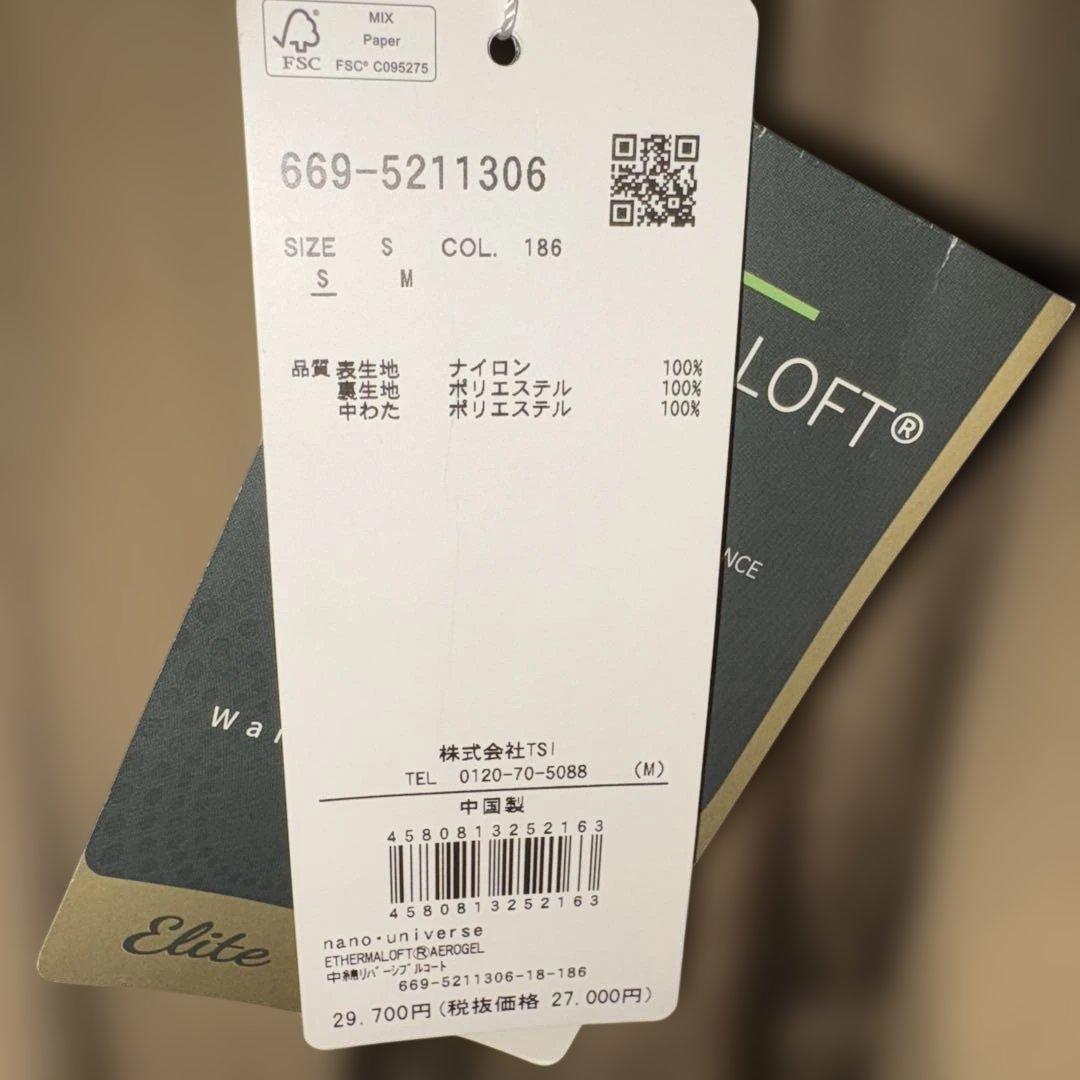 MIX
Paper
FSC
FSC® C095275
669-5211306
SIZE S COL. 186
S M
品質 表生地 ナイロン 100%
裏生地 ポリエステル 100%
中わた ポリエステル 100%
株式会社TSI
TEL 0120-70-5088 (M)
中国製
4580813252163
4580813252163
nano・universe
ETHERMALOFTⓇAEROGEL
中綿リバーシブルコート
669-5211306-18-186
29.700円(税抜価格 27.000円)
LOFT®
NCE
War
Elite